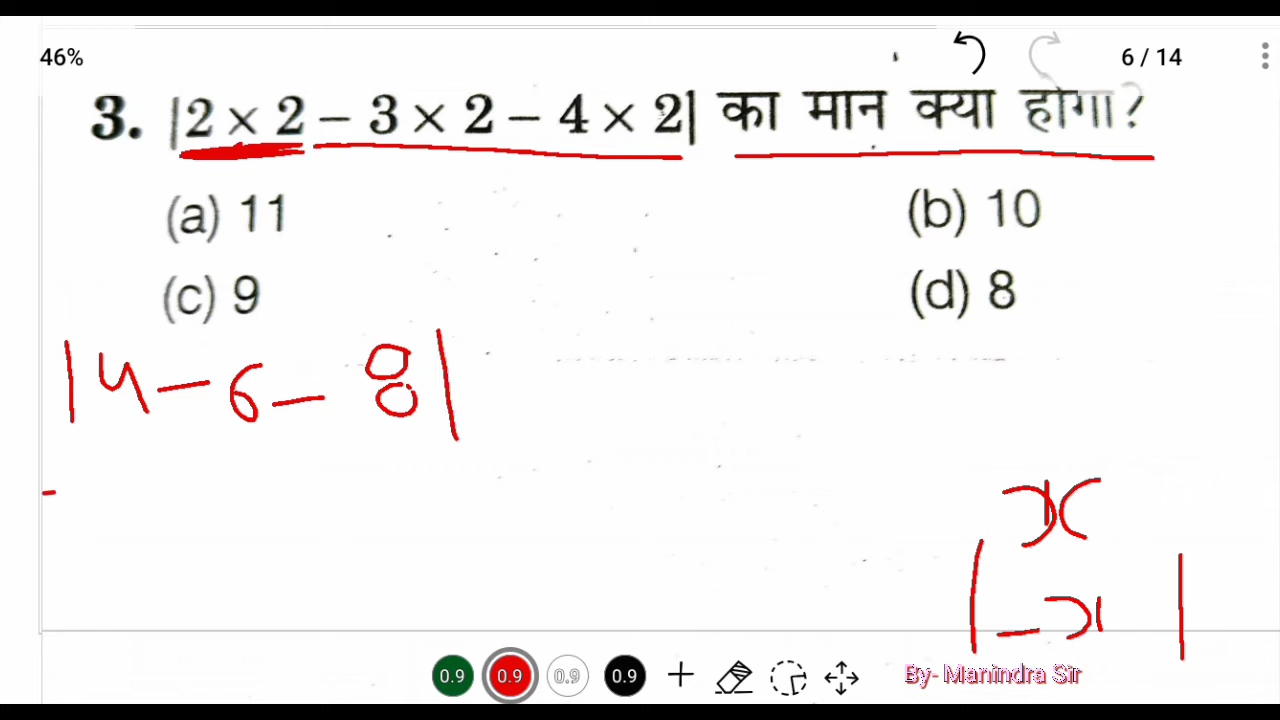 46% 6 / 14
3. |2 × 2 – 3 × 2 – 4 × 2| का मान क्या होगा?
(a) 11 (b) 10
(c) 9 (d) 8
|4 – 6 – 8|
x
|–x|
0.9 0.9 0.9 0.9
By- Manindra Sir